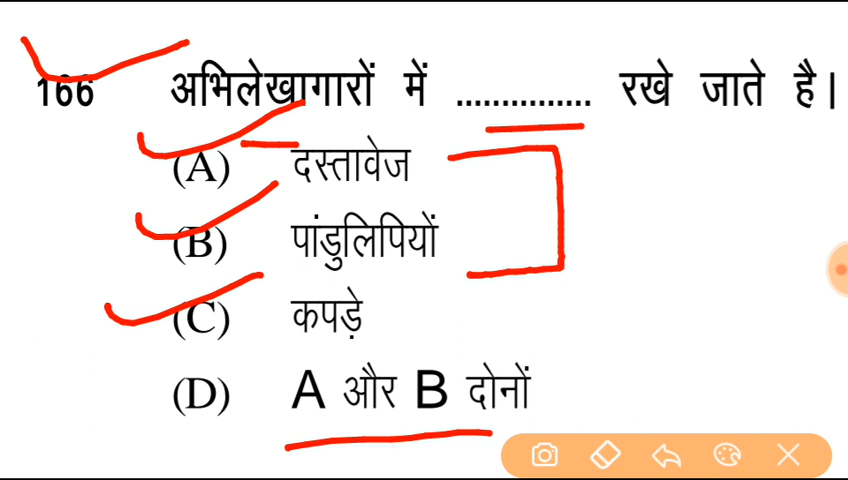 166 अभिलेखागारों में ............... रखे जाते है।
(A) दस्तावेज
(B) पांडुलिपियों
(C) कपड़े
(D) A और B दोनों